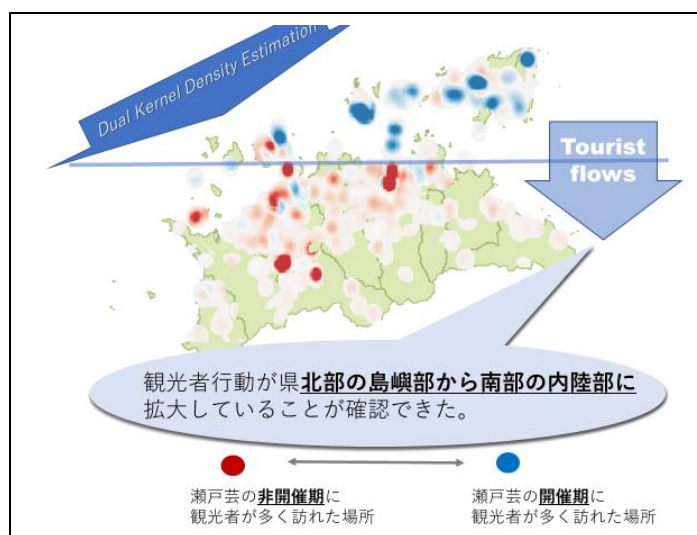 Dual Kernel Density Estimation
Tourist
flows
観光者行動が県北部の島嶼部から南部の内陸部に
拡大していることが確認できた。
瀬戸芸の非開催期に
観光者が多く訪れた場所
瀬戸芸の開催期に
観光者が多く訪れた場所